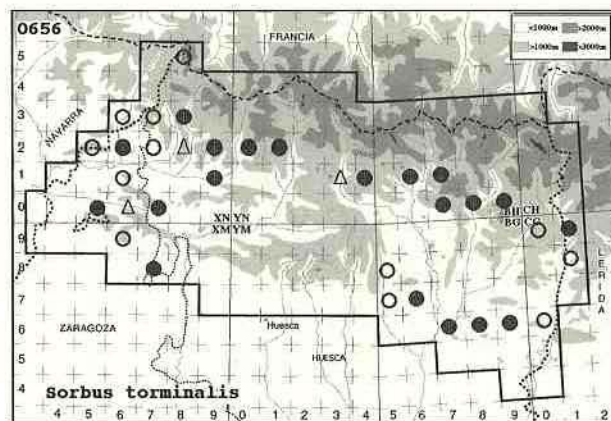 0656
<1000m >2000m
>1000m >3000m
FRANCIA
NAVARRA
5
4
3
2
1
0
9
8
7
6
5
4
XN YN
XM YM
BH CH
BG CG
LERIDA
ZARAGOZA
Huesca
HUESCA
Sorbus torminalis
4 5 6 7 8 9 0 1 2 3 4 5 6 7 8 9 0 1 2